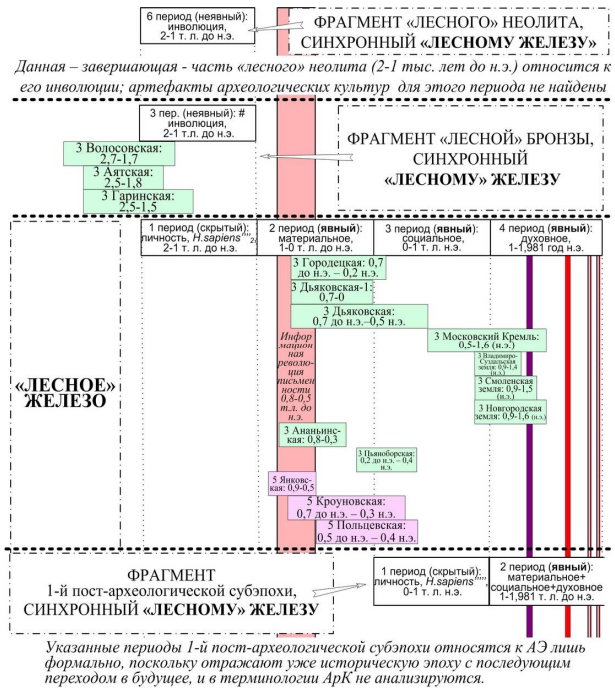 6 период (неявный):
инволюция,
2-1 т. л. до н.э.
ФРАГМЕНТ «ЛЕСНОГО» НЕОЛИТА,
СИНХРОННЫЙ «ЛЕСНОМУ ЖЕЛЕЗУ»
Данная – завершающая - часть «лесного» неолита (2-1 тыс. лет до н.э.) относится к
его инволюции; артефакты археологических культур для этого периода не найдены
3 пер. (неявный): #
инволюция,
2-1 т.л. до н.э.
3 Волосовская:
2,7-1,7
3 Аятская:
2,5-1,8
3 Гаринская:
2,5-1,5
ФРАГМЕНТ «ЛЕСНОЙ» БРОНЗЫ,
СИНХРОННЫЙ
«ЛЕСНОМУ» ЖЕЛЕЗУ
«ЛЕСНОЕ»
ЖЕЛЕЗО
1 период (скрытый):
личность, H.sapiens''''2,
2-1 т. л. до н.э.
2 период (явный):
материальное,
1-0 т. л. до н.э.
3 период (явный):
социальное,
0-1 т. л. н.э.
4 период (явный):
духовное,
1-1,981 год н.э.
3 Городецкая: 0,7
до н.э. – 0,2 н.э.
3 Дьяковская-1:
0,7-0
3 Дьяковская:
0,7 до н.э.–0,5 н.э.
Инфор-
мацион-
ная
револю-
ция
письмен-
ности
0,8-0,5
т.л. до
н.э.
3 Московский Кремль:
0,5-1,6 (н.э.)
3 Владимиро-
Суздальская
земля: 0,9-1,4
(н.э.)
3 Смоленская
земля: 0,9-1,5
(н.э.)
3 Новгородская
земля: 0,9-1,6 (н.э.)
3 Ананьинс-
кая: 0,8-0,3
3 Пьяноборская:
0,2 до н.э. – 0,4
н.э.
5 Янковс-
кая: 0,9-0,5
5 Кроуновская:
0,7 до н.э. – 0,3 н.э.
5 Польцевская:
0,5 до н.э. – 0,4 н.э.
ФРАГМЕНТ
1-й пост-археологической субэпохи,
СИНХРОННЫЙ «ЛЕСНОМУ» ЖЕЛЕЗУ
1 период (скрытый):
личность, H.sapiens''''',
0-1 т. л. н.э.
2 период (явный):
материальное+
социальное+духовное
1-1,981 т. л. до н.э.
Указанные периоды 1-й пост-археологической субэпохи относятся к АЭ лишь
формально, поскольку отражают уже историческую эпоху с последующим
переходом в будущее, и в терминологии АрК не анализируются.